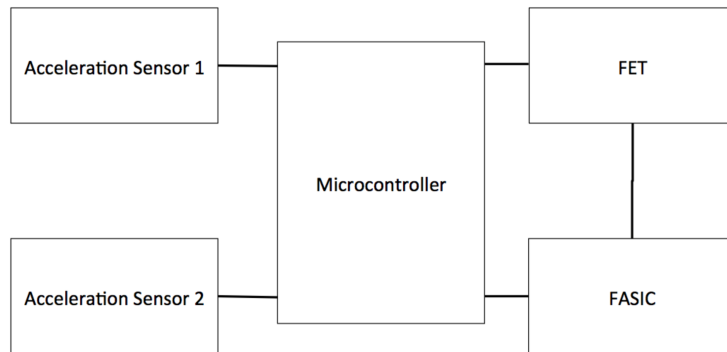 Acceleration Sensor 1
FET
Microcontroller
Acceleration Sensor 2
FASIC